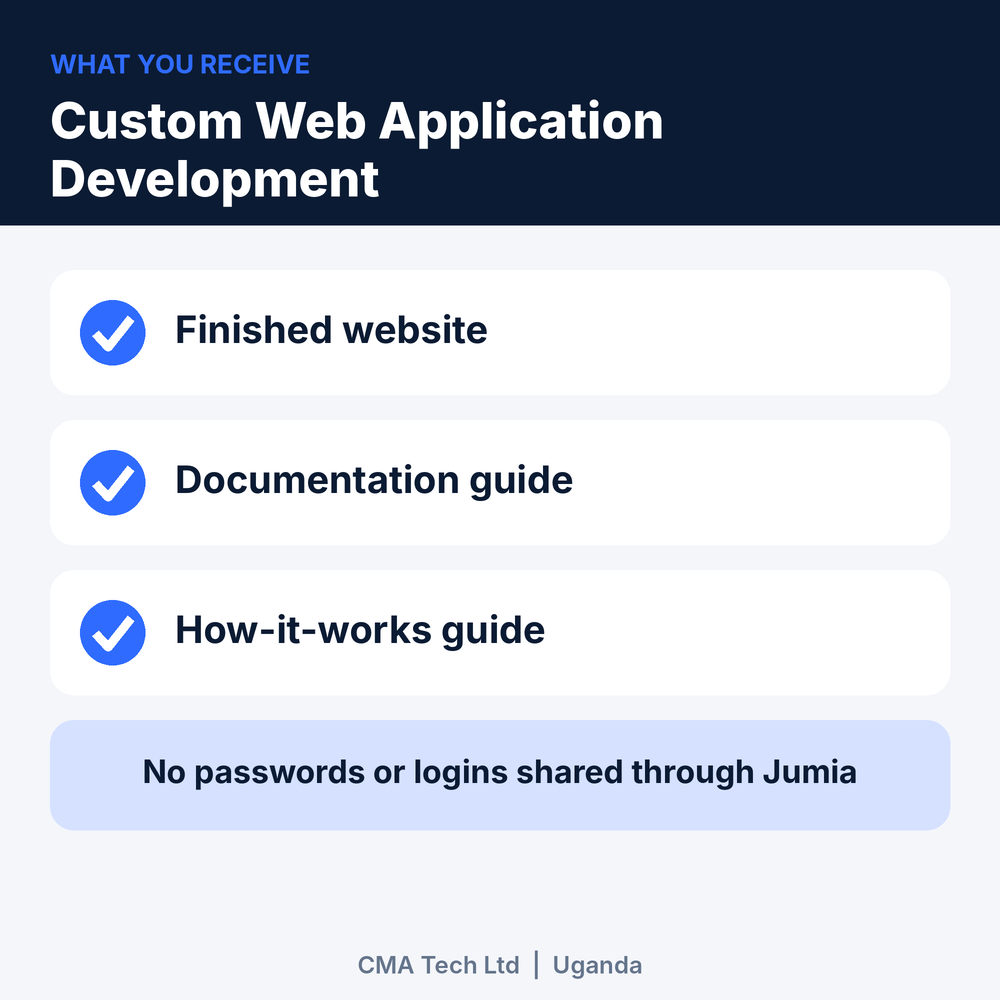 WHAT YOU RECEIVE
Custom Web Application
Development
Finished website
Documentation guide
How-it-works guide
No passwords or logins shared through Jumia
CMA Tech Ltd | Uganda